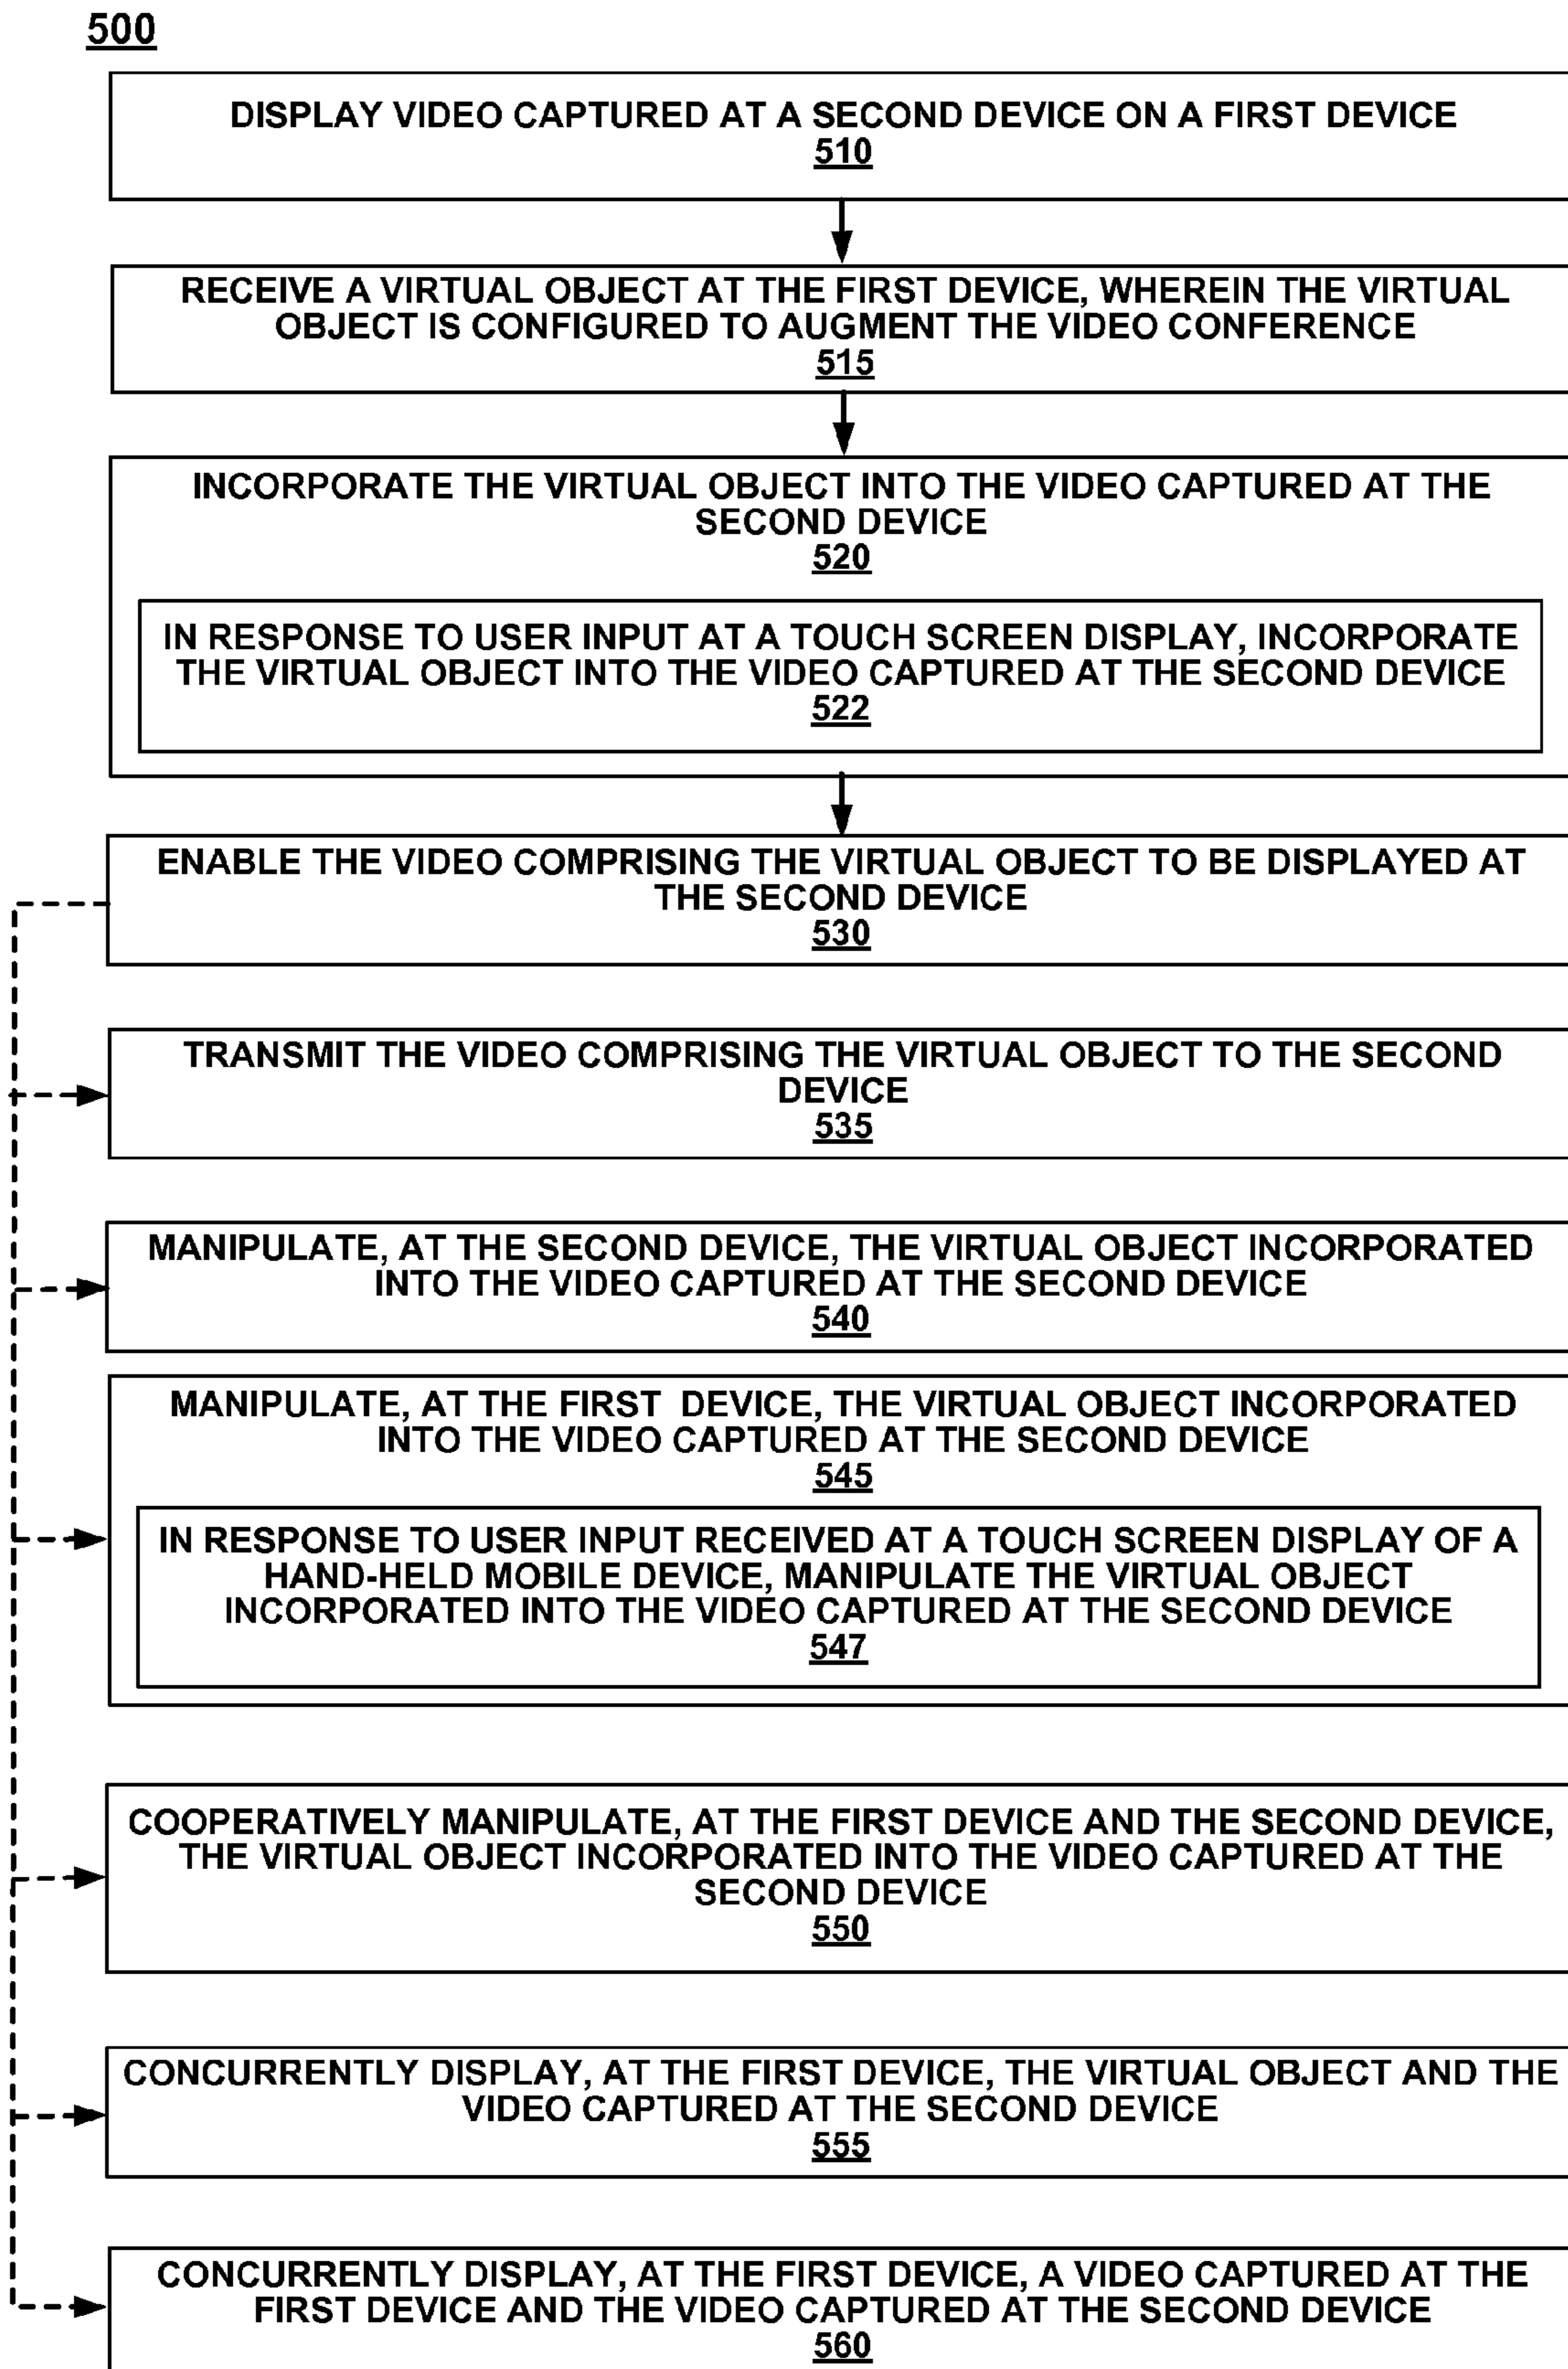 500
DISPLAY VIDEO CAPTURED AT A SECOND DEVICE ON A FIRST DEVICE
510
RECEIVE A VIRTUAL OBJECT AT THE FIRST DEVICE, WHEREIN THE VIRTUAL
OBJECT IS CONFIGURED TO AUGMENT THE VIDEO CONFERENCE
515
INCORPORATE THE VIRTUAL OBJECT INTO THE VIDEO CAPTURED AT THE
SECOND DEVICE
520
IN RESPONSE TO USER INPUT AT A TOUCH SCREEN DISPLAY, INCORPORATE
THE VIRTUAL OBJECT INTO THE VIDEO CAPTURED AT THE SECOND DEVICE
522
ENABLE THE VIDEO COMPRISING THE VIRTUAL OBJECT TO BE DISPLAYED AT
THE SECOND DEVICE
530
TRANSMIT THE VIDEO COMPRISING THE VIRTUAL OBJECT TO THE SECOND
DEVICE
535
MANIPULATE, AT THE SECOND DEVICE, THE VIRTUAL OBJECT INCORPORATED
INTO THE VIDEO CAPTURED AT THE SECOND DEVICE
540
MANIPULATE, AT THE FIRST DEVICE, THE VIRTUAL OBJECT INCORPORATED
INTO THE VIDEO CAPTURED AT THE SECOND DEVICE
545
IN RESPONSE TO USER INPUT RECEIVED AT A TOUCH SCREEN DISPLAY OF A
HAND-HELD MOBILE DEVICE, MANIPULATE THE VIRTUAL OBJECT
INCORPORATED INTO THE VIDEO CAPTURED AT THE SECOND DEVICE
547
COOPERATIVELY MANIPULATE, AT THE FIRST DEVICE AND THE SECOND DEVICE,
THE VIRTUAL OBJECT INCORPORATED INTO THE VIDEO CAPTURED AT THE
SECOND DEVICE
550
CONCURRENTLY DISPLAY, AT THE FIRST DEVICE, THE VIRTUAL OBJECT AND THE
VIDEO CAPTURED AT THE SECOND DEVICE
555
CONCURRENTLY DISPLAY, AT THE FIRST DEVICE, A VIDEO CAPTURED AT THE
FIRST DEVICE AND THE VIDEO CAPTURED AT THE SECOND DEVICE
560